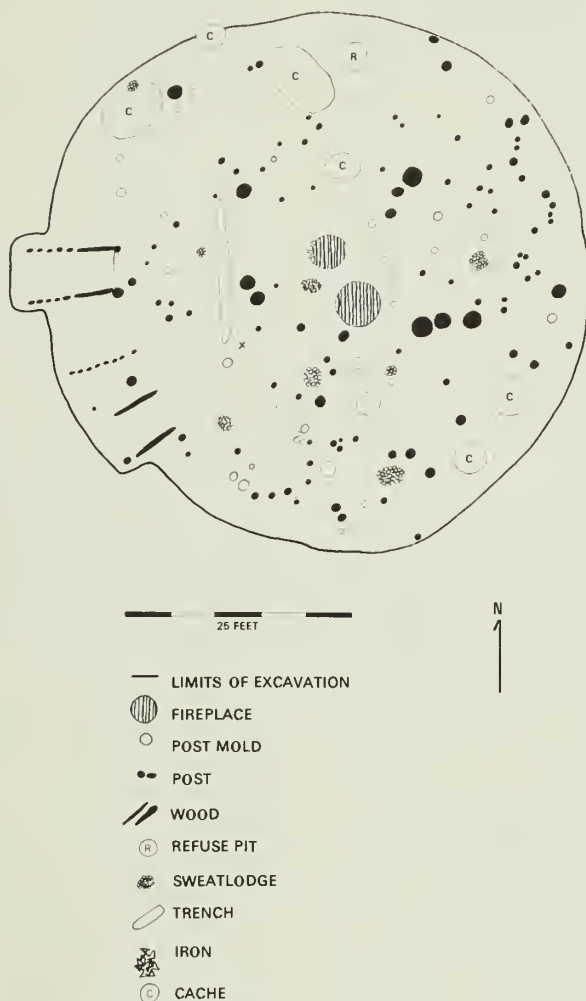 C
C
R
C
C
X
C
C
25 FEET
N
LIMITS OF EXCAVATION
FIREPLACE
POST MOLD
POST
WOOD
R REFUSE PIT
SWEATLODGE
TRENCH
IRON
C CACHE